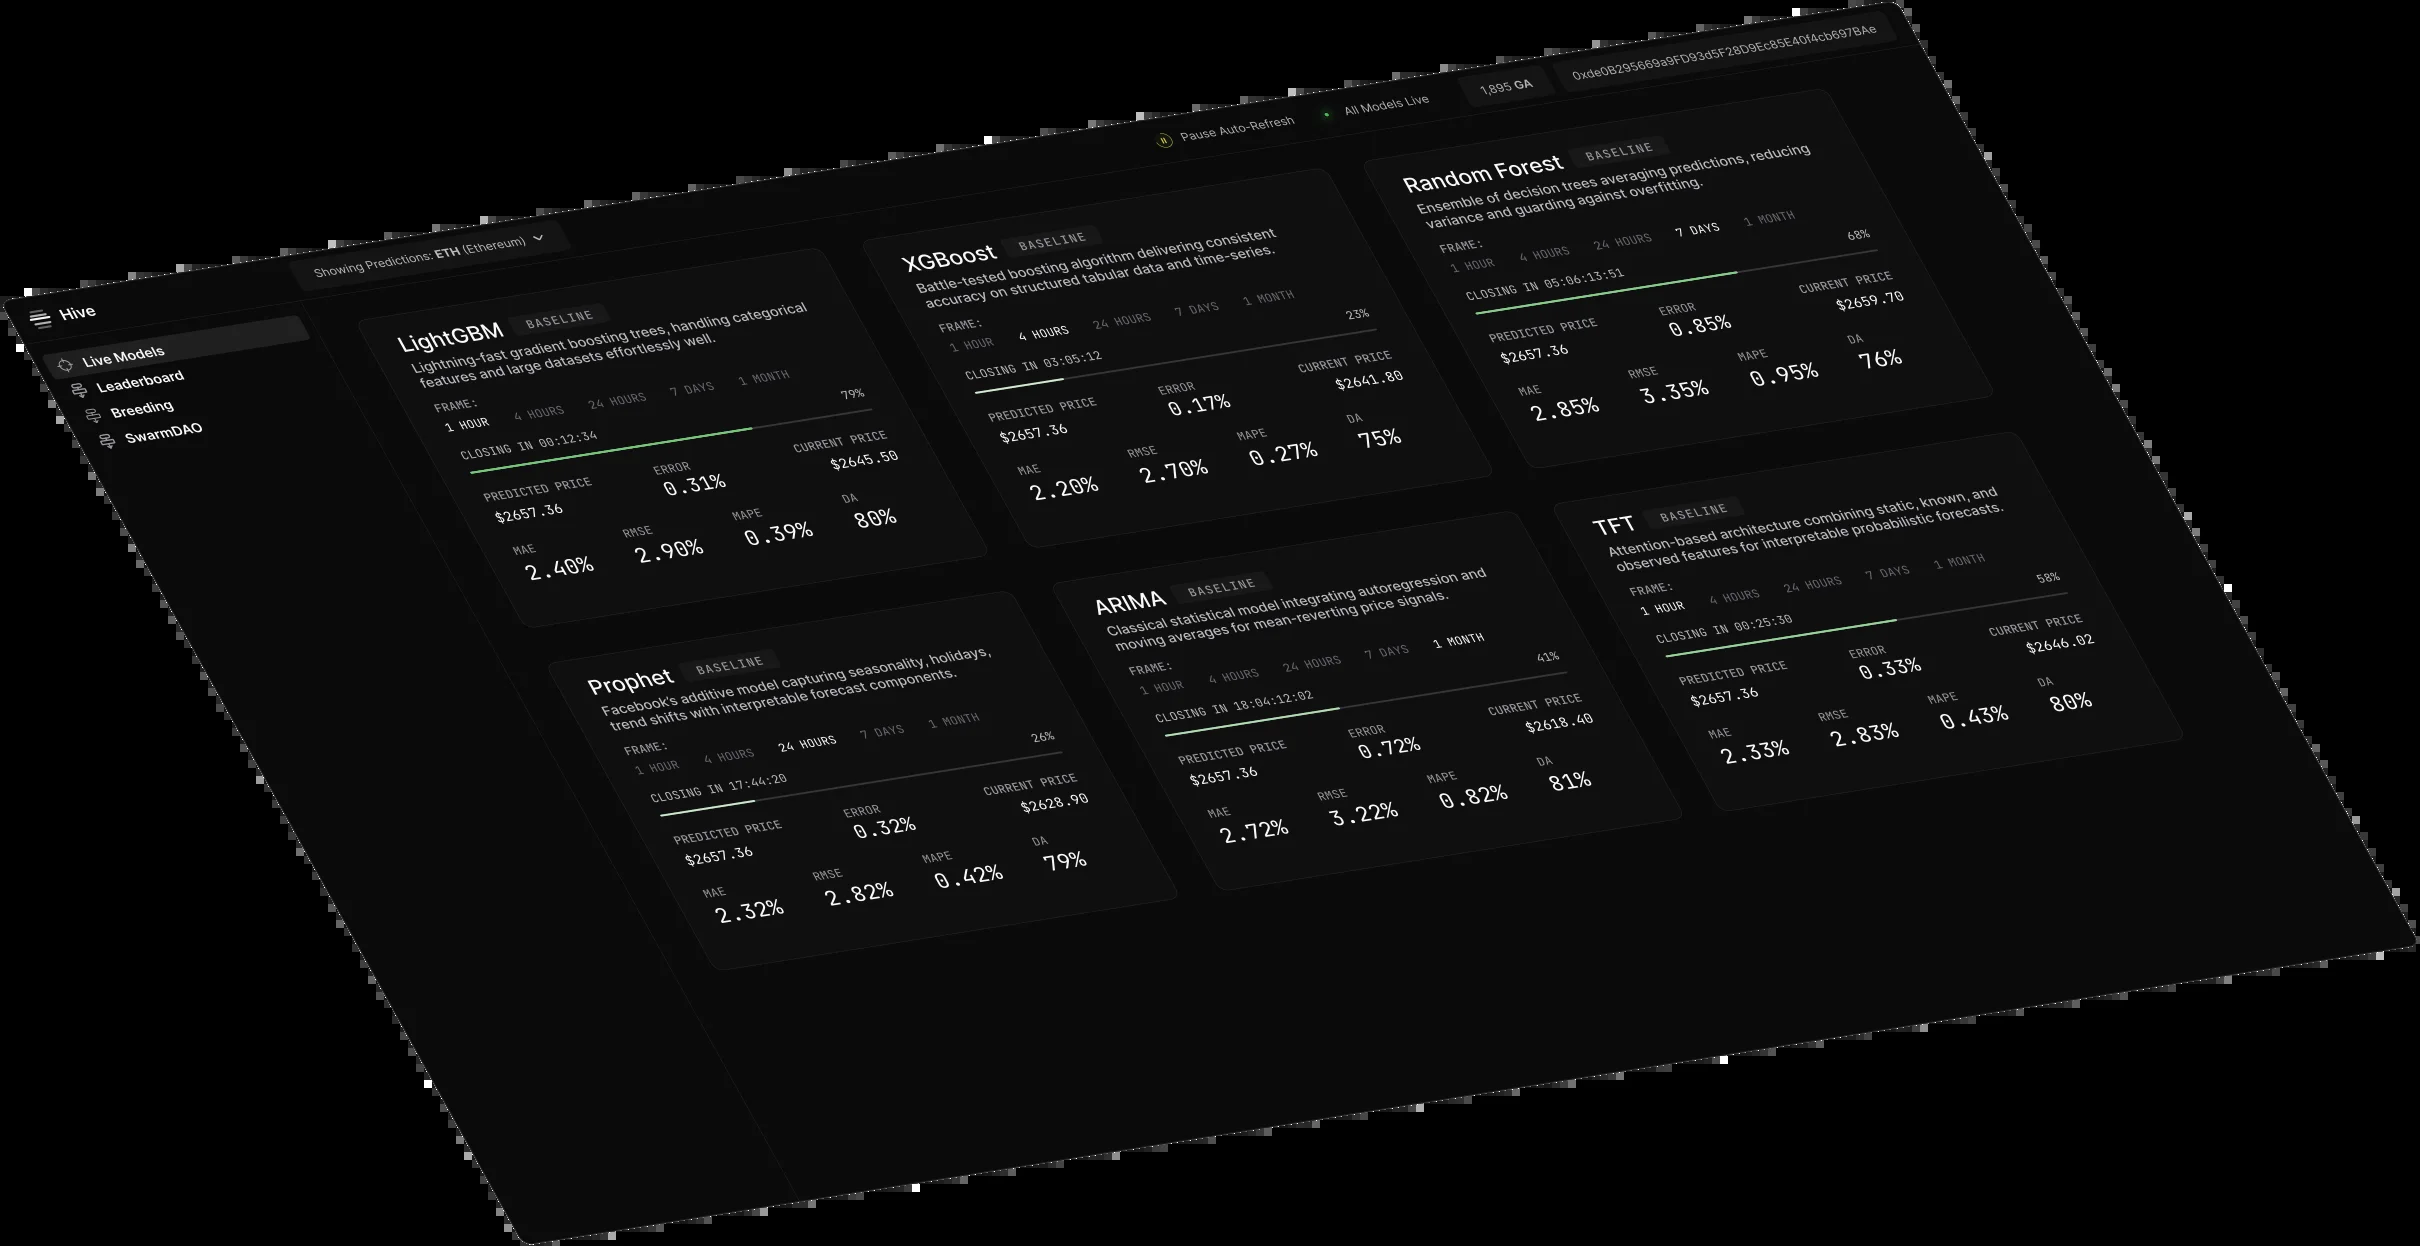 Hive
Showing Predictions: ETH (Ethereum)
Pause Auto-Refresh
All Models Live
1,895 GA
0xde0B295669a9FD93d5F28D9Ec85E40f4cb697BAe
Live Models
Leaderboard
Breeding
SwarmDAO
LightGBM BASELINE
Lightning-fast gradient boosting trees, handling categorical
features and large datasets effortlessly well.
FRAME:
1 HOUR 4 HOURS 24 HOURS 7 DAYS 1 MONTH
CLOSING IN 00:12:34 79%
PREDICTED PRICE ERROR CURRENT PRICE
$2657.36 0.31% $2645.50
MAE RMSE MAPE DA
2.40% 2.90% 0.39% 80%
XGBoost BASELINE
Battle-tested boosting algorithm delivering consistent
accuracy on structured tabular data and time-series.
FRAME:
1 HOUR 4 HOURS 24 HOURS 7 DAYS 1 MONTH
CLOSING IN 03:05:12 23%
PREDICTED PRICE ERROR CURRENT PRICE
$2657.36 0.17% $2641.80
MAE RMSE MAPE DA
2.20% 2.70% 0.27% 75%
Random Forest BASELINE
Ensemble of decision trees averaging predictions, reducing
variance and guarding against overfitting.
FRAME:
1 HOUR 4 HOURS 24 HOURS 7 DAYS 1 MONTH
CLOSING IN 05:06:13:51 68%
PREDICTED PRICE ERROR CURRENT PRICE
$2657.36 0.85% $2659.70
MAE RMSE MAPE DA
2.85% 3.35% 0.95% 76%
Prophet BASELINE
Facebook's additive model capturing seasonality, holidays,
trend shifts with interpretable forecast components.
FRAME:
1 HOUR 4 HOURS 24 HOURS 7 DAYS 1 MONTH
CLOSING IN 17:44:20 26%
PREDICTED PRICE ERROR CURRENT PRICE
$2657.36 0.32% $2628.90
MAE RMSE MAPE DA
2.32% 2.82% 0.42% 79%
ARIMA BASELINE
Classical statistical model integrating autoregression and
moving averages for mean-reverting price signals.
FRAME:
1 HOUR 4 HOURS 24 HOURS 7 DAYS 1 MONTH
CLOSING IN 18:04:12:02 41%
PREDICTED PRICE ERROR CURRENT PRICE
$2657.36 0.72% $2618.40
MAE RMSE MAPE DA
2.72% 3.22% 0.82% 81%
TFT BASELINE
Attention-based architecture combining static, known, and
observed features for interpretable probabilistic forecasts.
FRAME:
1 HOUR 4 HOURS 24 HOURS 7 DAYS 1 MONTH
CLOSING IN 00:25:30 58%
PREDICTED PRICE ERROR CURRENT PRICE
$2657.36 0.33% $2646.02
MAE RMSE MAPE DA
2.33% 2.83% 0.43% 80%